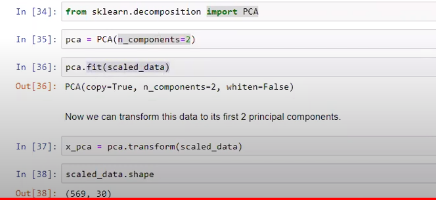 In [34]: from sklearn.decomposition import PCA
In [35]: pca = PCA(n_components=2)
In [36]: pca.fit(scaled_data)
Out[36]: PCA(copy=True, n_components=2, whiten=False)
Now we can transform this data to its first 2 principal components.
In [37]: x_pca = pca.transform(scaled_data)
In [38]: scaled_data.shape
Out[38]: (569, 30)